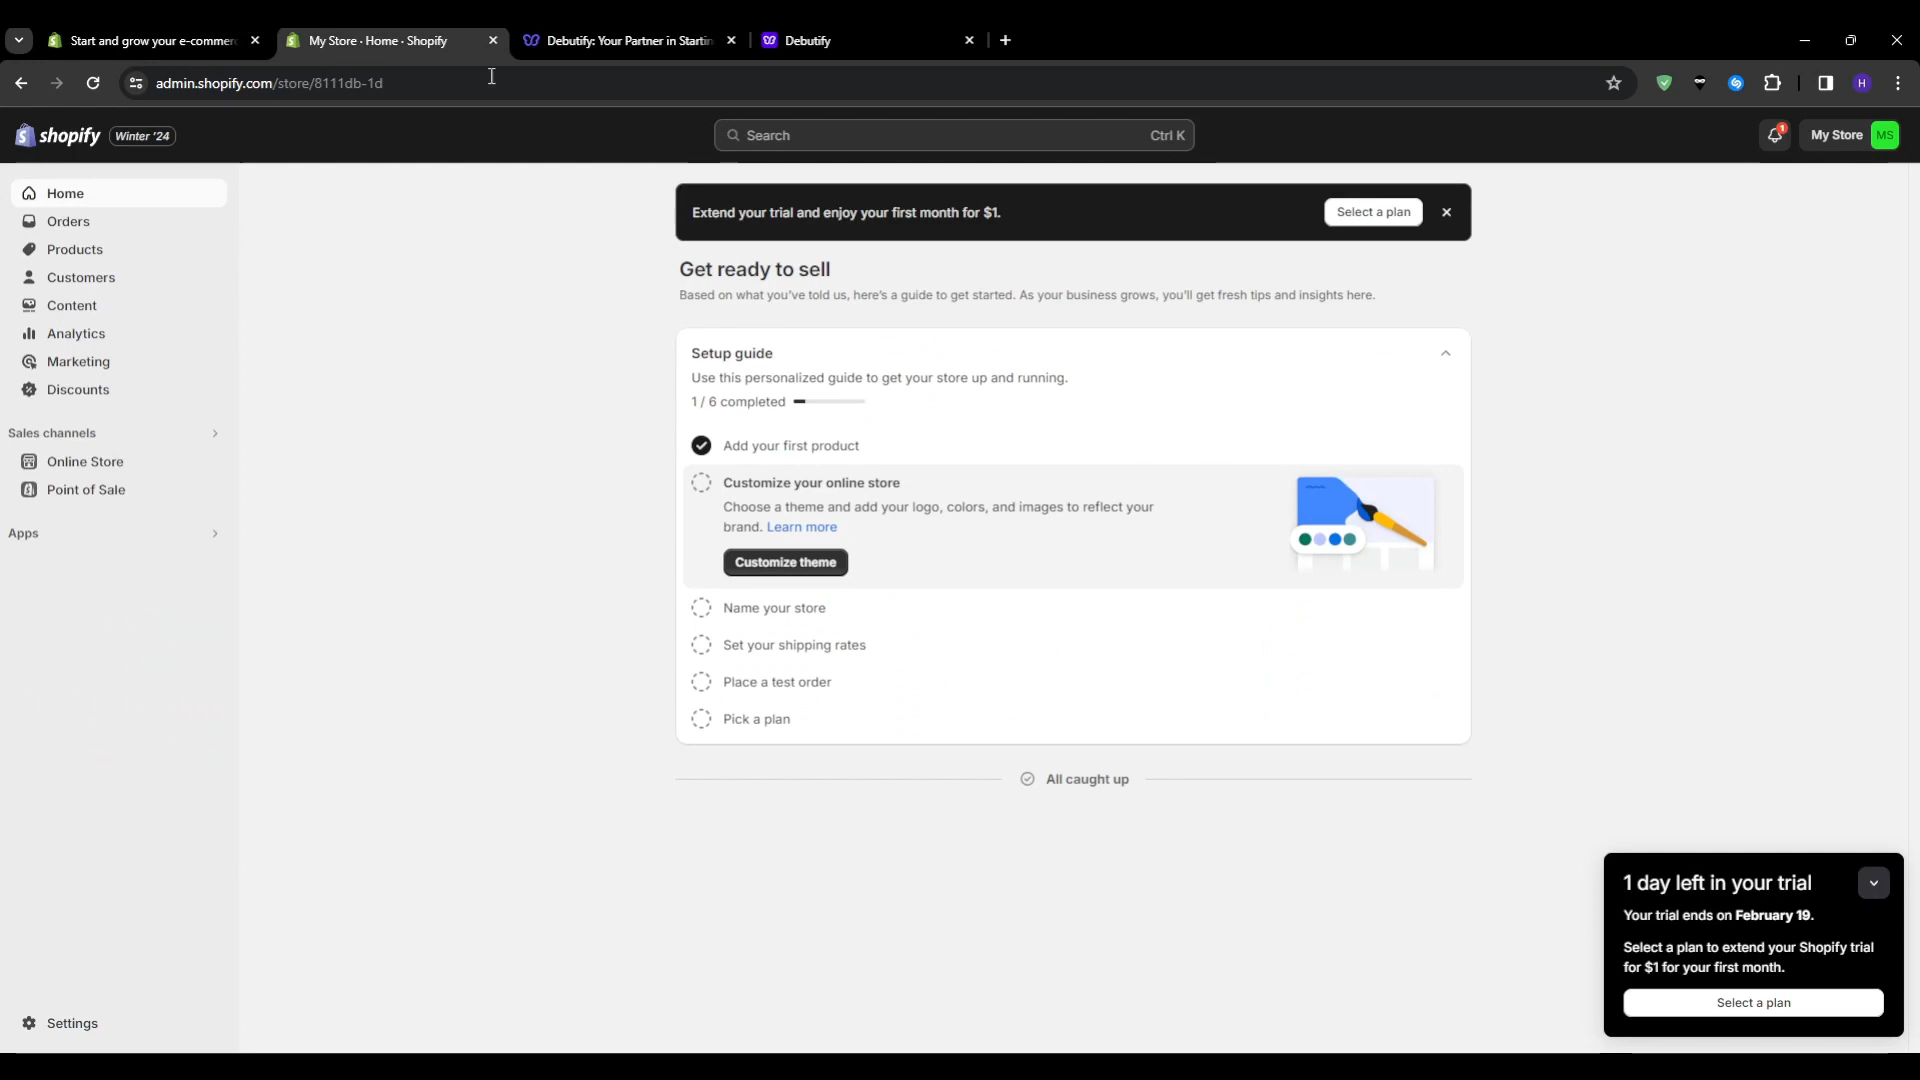 Start and grow your e-commer
My Store · Home · Shopify
Debutify: Your Partner in Startin
Debutify
admin.shopify.com/store/8111db-1d
H
shopify
Winter '24
Search
Ctrl K
1
My Store
MS
Home
Orders
Products
Customers
Content
Analytics
Marketing
Discounts
Sales channels
Online Store
Point of Sale
Apps
Settings
Extend your trial and enjoy your first month for $1.
Select a plan
Get ready to sell
Based on what you've told us, here's a guide to get started. As your business grows, you'll get fresh tips and insights here.
Setup guide
Use this personalized guide to get your store up and running.
1 / 6 completed
Add your first product
Customize your online store
Choose a theme and add your logo, colors, and images to reflect your
brand. Learn more
Customize theme
Name your store
Set your shipping rates
Place a test order
Pick a plan
All caught up
1 day left in your trial
Your trial ends on February 19.
Select a plan to extend your Shopify trial
for $1 for your first month.
Select a plan